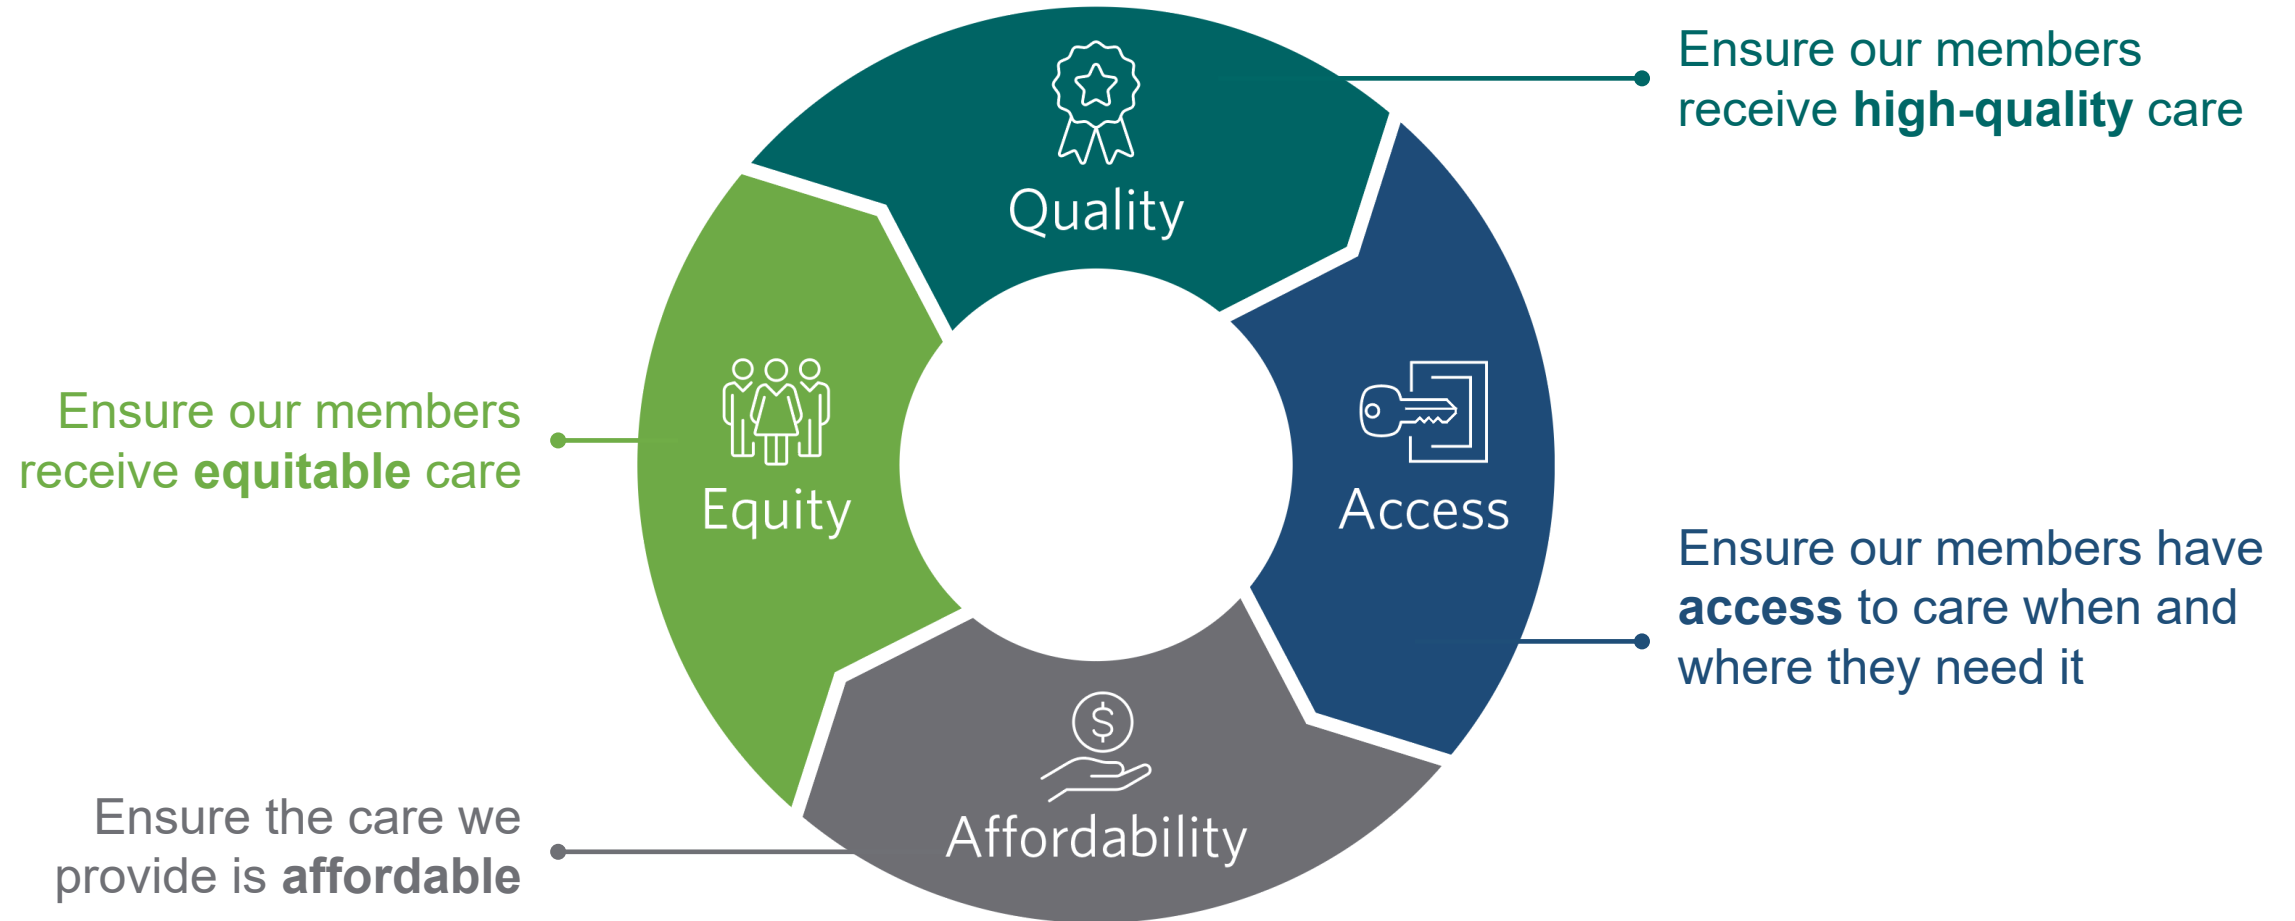 Quality
Ensure our members
receive high-quality care
Equity
Ensure our members
receive equitable care
Access
Ensure our members have
access to care when and
where they need it
$
Affordability
Ensure the care we
provide is affordable